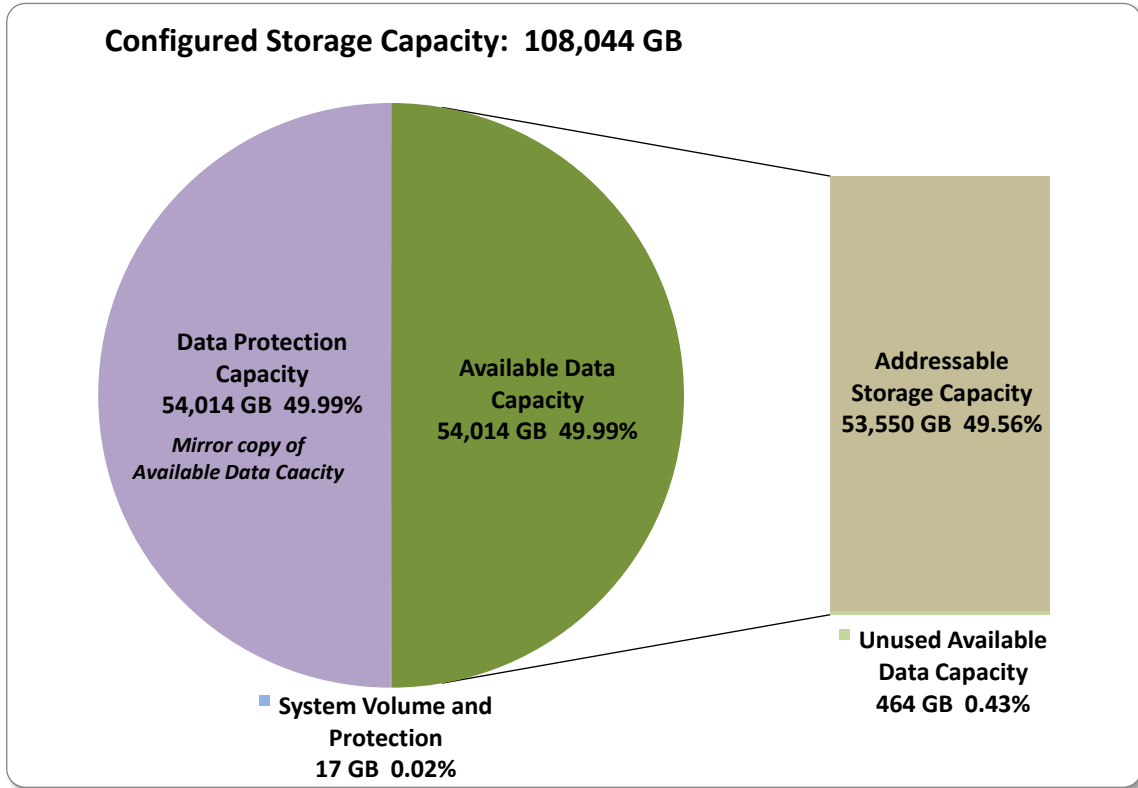 Configured Storage Capacity: 108,044 GB
Data Protection
Capacity
54,014 GB 49.99%
Mirror copy of
Available Data Caacity
Available Data
Capacity
54,014 GB 49.99%
Addressable
Storage Capacity
53,550 GB 49.56%
Unused Available
Data Capacity
464 GB 0.43%
System Volume and
Protection
17 GB 0.02%